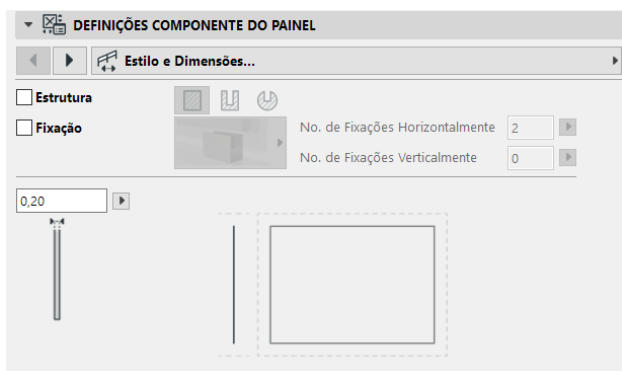 DEFINIÇÕES COMPONENTE DO PAINEL
Estilo e Dimensões...
Estrutura
Fixação
No. de Fixações Horizontalmente 2
No. de Fixações Verticalmente 0
0,20